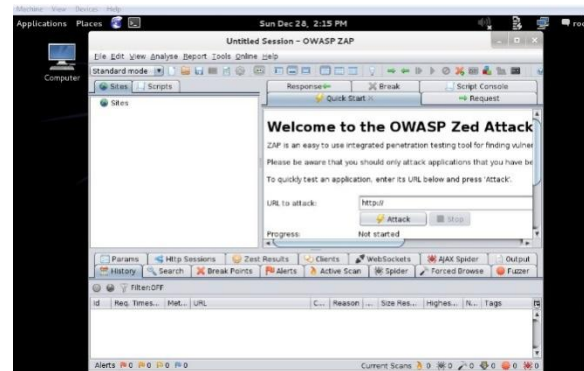 Machine View Devices Help
Applications Places Sun Dec 28, 2:15 PM roo
Computer
Untitled Session - OWASP ZAP
File Edit View Analyse Report Tools Online Help
Standard mode
Sites Scripts
Sites
Response Break Script Console
Quick Start Request
Welcome to the OWASP Zed Attack
ZAP is an easy to use integrated penetration testing tool for finding vulner
Please be aware that you should only attack applications that you have be
To quickly test an application, enter its URL below and press 'Attack'.
URL to attack: http://
Attack Stop
Progress: Not started
Params Http Sessions Zest Results Clients WebSockets AJAX Spider Output
History Search Break Points Alerts Active Scan Spider Forced Browse Fuzzer
Filter:OFF
Id Req. Times... Met... URL C... Reason ... Size Res... Highes... N... Tags
Alerts 0 0 0 0 Current Scans 0 0 0 0 0 0